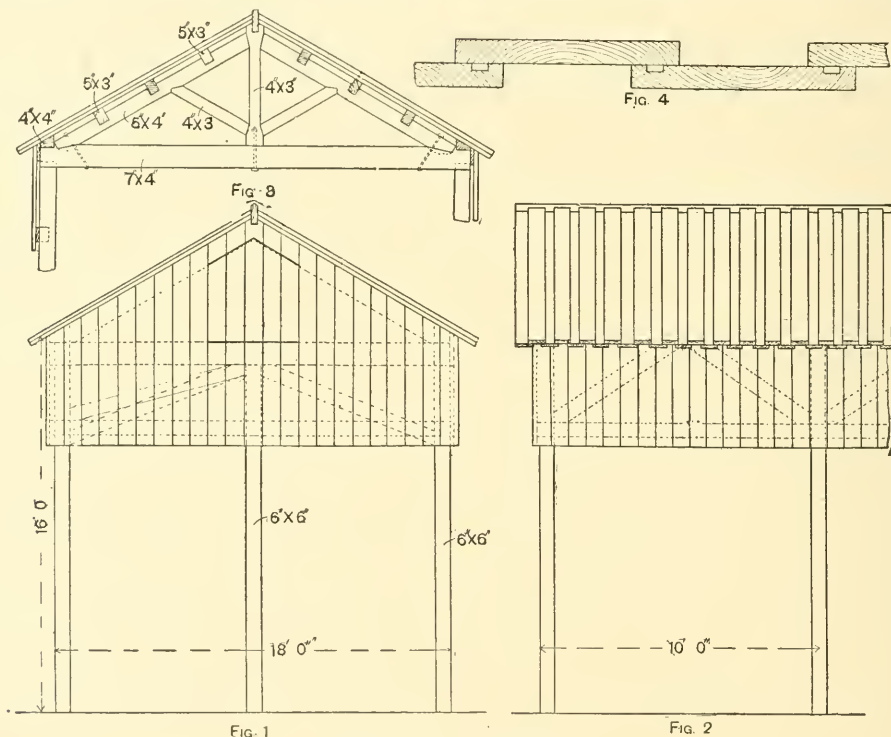 5"X3"
5"X3"
4"X4"
6"X4"
4"X3
4"X3"
7"X4"
FIG. 3
FIG. 4
16' 0"
6"X6"
6"X6"
18' 0"
10' 0"
FIG. 1
FIG. 2